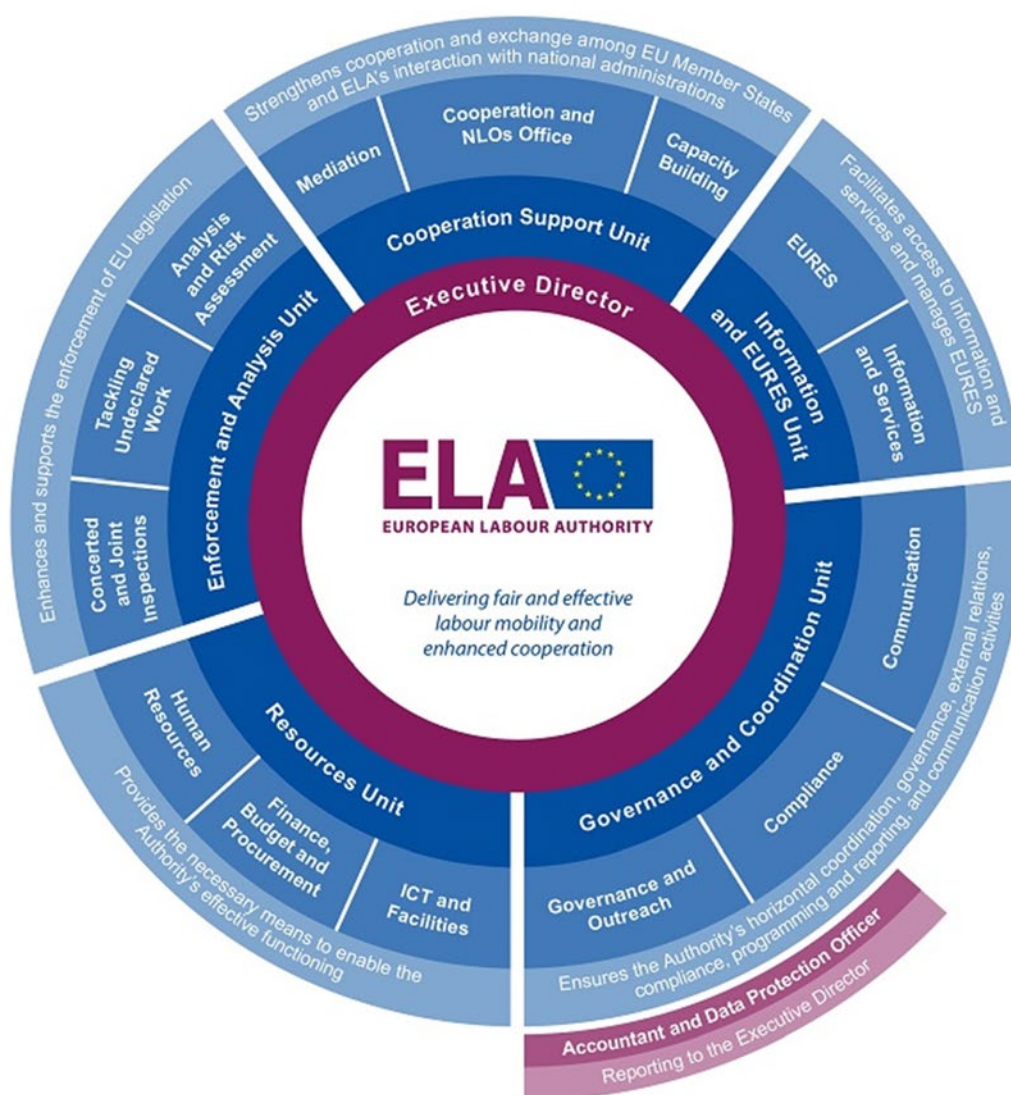 Strengthens cooperation and exchange among EU Member States
and ELA's interaction with national administrations
Mediation
Cooperation and
NLOs Office
Capacity
Building
Cooperation Support Unit
Facilitates access to information and
services and manages EURES
EURES
Information
and Services
Information
and EURES Unit
Ensures the Authority's horizontal coordination, governance, external relations,
compliance, programming and reporting, and communication activities
Communication
Compliance
Governance and
Outreach
Governance and Coordination Unit
Accountant and Data Protection Officer
Reporting to the Executive Director
Provides the necessary means to enable the
Authority's effective functioning
Human
Resources
Finance,
Budget and
Procurement
ICT and
Facilities
Resources Unit
Enhances and supports the enforcement of EU legislation
Analysis
and Risk
Assessment
Tackling
Undeclared
Work
Concerted
and Joint
Inspections
Enforcement and Analysis Unit
Executive Director
ELA
EUROPEAN LABOUR AUTHORITY
Delivering fair and effective
labour mobility and
enhanced cooperation